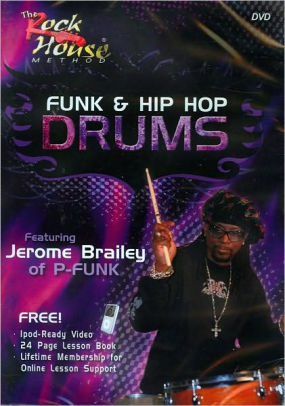 The
Rock
House
METHOD
DVD
FUNK & HIP HOP
DRUMS
Featuring
Jerome Brailey
of P-FUNK
FREE!
· Ipod-Ready Video
· 24 Page Lesson Book
· Lifetime Membership for
Online Lesson Support